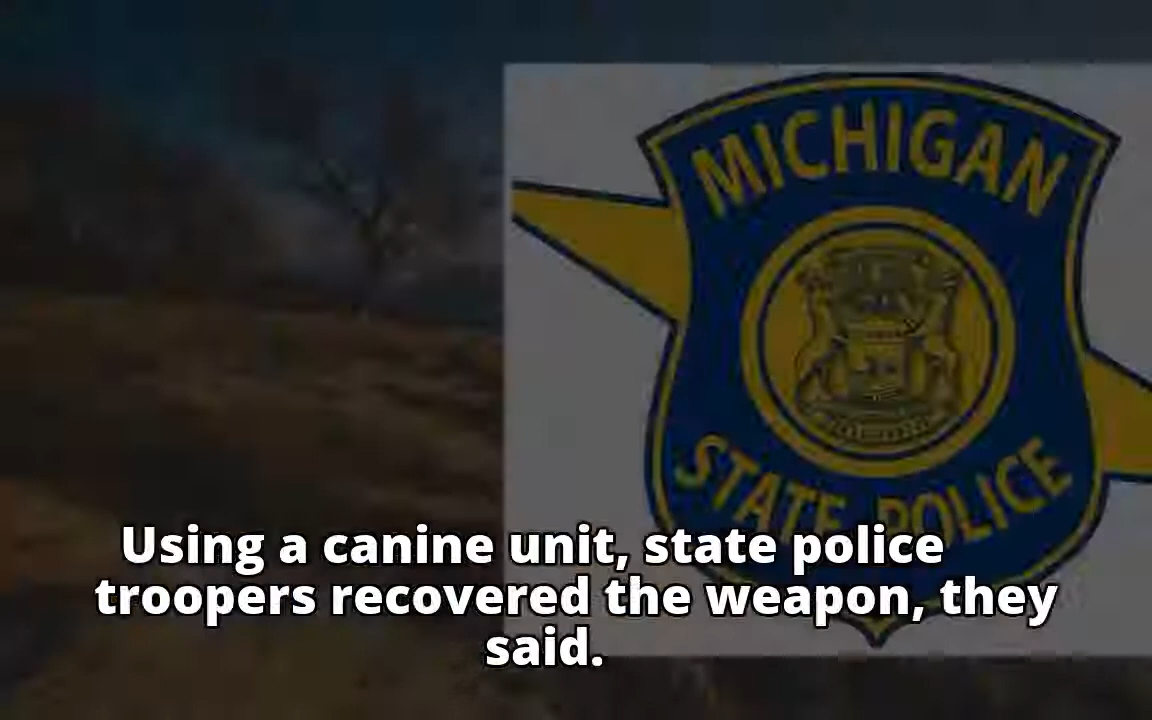 MICHIGAN
STATE POLICE
Using a canine unit, state police
troopers recovered the weapon, they
said.